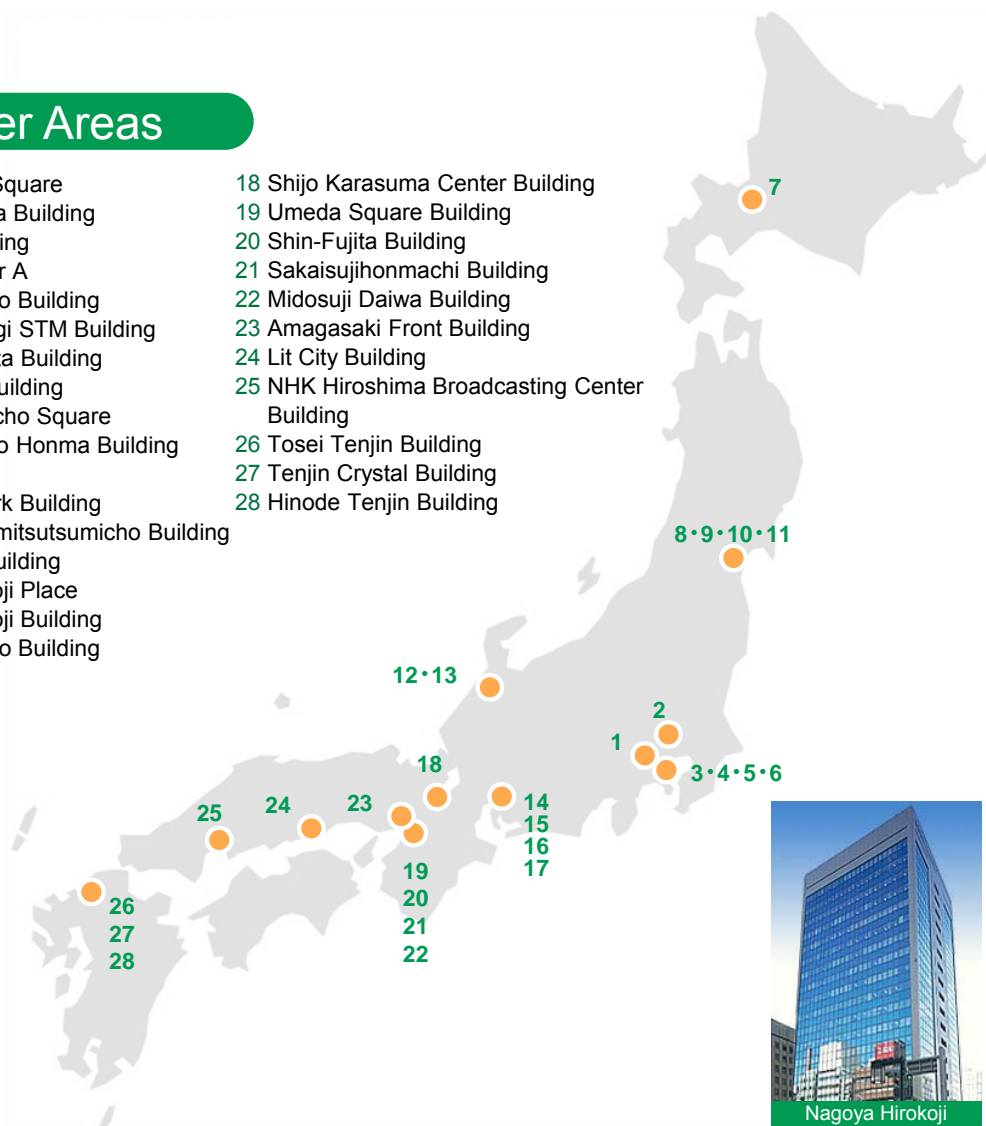 er Areas
Square
a Building
ing
r A
o Building
gi STM Building
ta Building
uilding
cho Square
o Honma Building
rk Building
mitsutsumicho Building
uilding
oji Place
oji Building
o Building
18 Shijo Karasuma Center Building
19 Umeda Square Building
20 Shin-Fujita Building
21 Sakaisujihonmachi Building
22 Midosuji Daiwa Building
23 Amagasaki Front Building
24 Lit City Building
25 NHK Hiroshima Broadcasting Center
Building
26 Tosei Tenjin Building
27 Tenjin Crystal Building
28 Hinode Tenjin Building
7
8・9・10・11
12・13
2
1
3・4・5・6
18
23
24
25
14
15
16
17
19
20
21
22
26
27
28
Nagoya Hirokoji